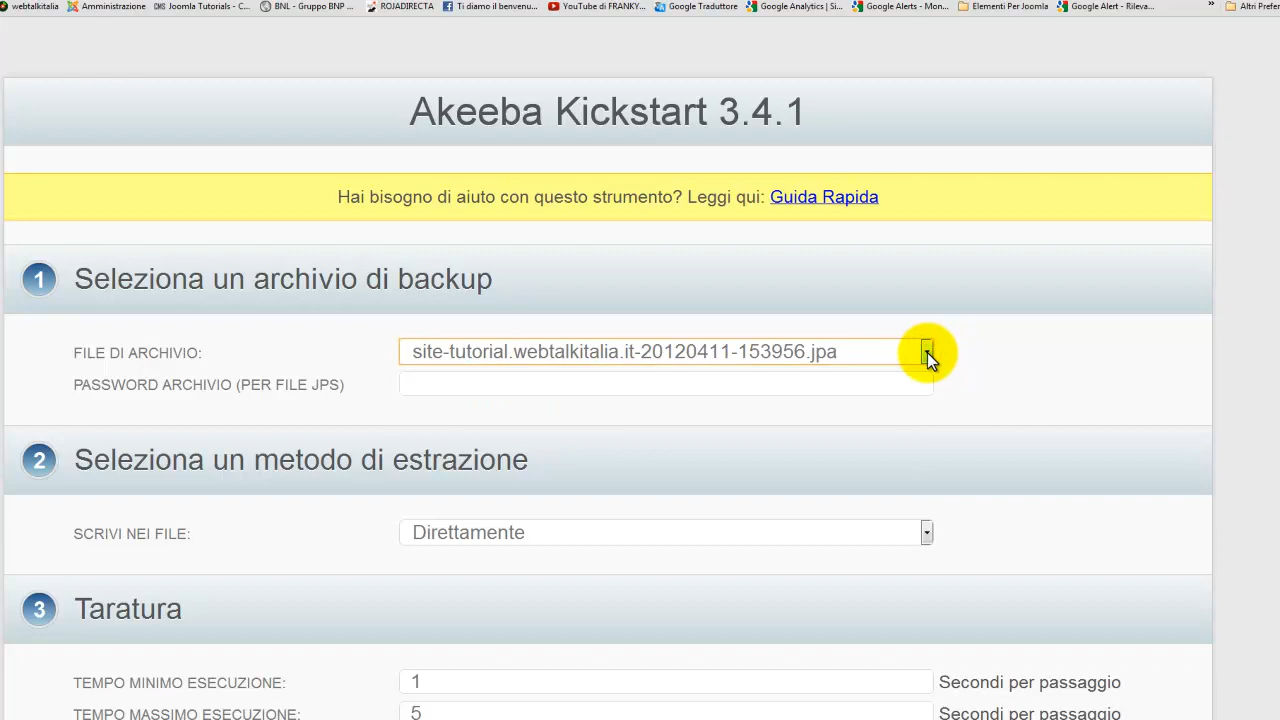 webtalkitalia Amministrazione Joomla Tutorials - C... BNL - Gruppo BNP ... ROJADIRECTA Ti diamo il benvenu... YouTube di FRANKY... Google Traduttore Google Analytics | Si... Google Alerts - Mon... Elementi Per Joomla Google Alert - Rileva... » Altri Prefer
Akeeba Kickstart 3.4.1
Hai bisogno di aiuto con questo strumento? Leggi qui: Guida Rapida
1 Seleziona un archivio di backup
FILE DI ARCHIVIO: site-tutorial.webtalkitalia.it-20120411-153956.jpa
PASSWORD ARCHIVIO (PER FILE JPS)
2 Seleziona un metodo di estrazione
SCRIVI NEI FILE: Direttamente
3 Taratura
TEMPO MINIMO ESECUZIONE: 1 Secondi per passaggio
TEMPO MASSIMO ESECUZIONE: 5 Secondi per passaggio